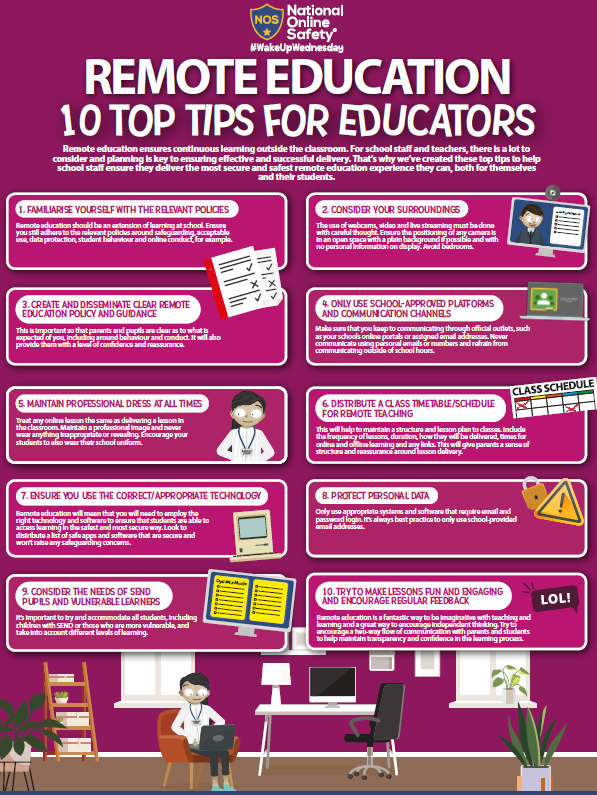 NOS
National
Online
Safety®
#WakeUpWednesday
REMOTE EDUCATION
10 TOP TIPS FOR EDUCATORS
Remote education ensures continuous learning outside the classroom. For school staff and teachers, there is a lot to
consider and planning is key to ensuring effective and successful delivery. That's why we've created these top tips to help
school staff ensure they deliver the most secure and safest remote education experience they can, both for themselves
and their students.
1. FAMILIARISE YOURSELF WITH THE RELEVANT POLICIES
Remote education should be an extension of learning at school. Ensure
you still adhere to the relevant policies around safeguarding, acceptable
use, data protection, student behaviour and online conduct, for example.
2. CONSIDER YOUR SURROUNDINGS
The use of webcams, video and live streaming must be done
with careful thought. Ensure the positioning of any camera is
in an open space with a plain background if possible and with
no personal information on display. Avoid bedrooms.
3. CREATE AND DISSEMINATE CLEAR REMOTE
EDUCATION POLICY AND GUIDANCE
This is important so that parents and pupils are clear as to what is
expected of you, including around behaviour and conduct. It will also
provide them with a level of confidence and reassurance.
4. ONLY USE SCHOOL-APPROVED PLATFORMS
AND COMMUNICATION CHANNELS
Make sure that you keep to communicating through official outlets, such
as your schools online portals or assigned email addresses. Never
communicate using personal emails or numbers and refrain from
communicating outside of school hours.
5. MAINTAIN PROFESSIONAL DRESS AT ALL TIMES
Treat any online lesson the same as delivering a lesson in
the classroom. Maintain a professional image and never
wear anything inappropriate or revealing. Encourage your
students to also wear their school uniform.
6. DISTRIBUTE A CLASS TIMETABLE/SCHEDULE
FOR REMOTE TEACHING
This will help to maintain a structure and lesson plan to classes. Include
the frequency of lessons, duration, how they will be delivered, times for
online and offline learning and any links. This will give parents a sense of
structure and reassurance around lesson delivery.
CLASS SCHEDULE
7. ENSURE YOU USE THE CORRECT/APPROPRIATE TECHNOLOGY
Remote education will mean that you will need to employ the
right technology and software to ensure that students are able to
access learning in the safest and most secure way. Look to
distribute a list of safe apps and software that are secure and
won't raise any safeguarding concerns.
8. PROTECT PERSONAL DATA
Only use appropriate systems and software that require email and
password login. It's always best practice to only use school-provided
email addresses.
9. CONSIDER THE NEEDS OF SEND
PUPILS AND VULNERABLE LEARNERS
It's important to try and accommodate all students, including
children with SEND or those who are more vulnerable, and
take into account different levels of learning.
10. TRY TO MAKE LESSONS FUN AND ENGAGING
AND ENCOURAGE REGULAR FEEDBACK
Remote education is a fantastic way to be imaginative with teaching and
learning and a great way to encourage independent thinking. Try to
encourage a two-way flow of communication with parents and students
to help maintain transparency and confidence in the learning process.
LOL!